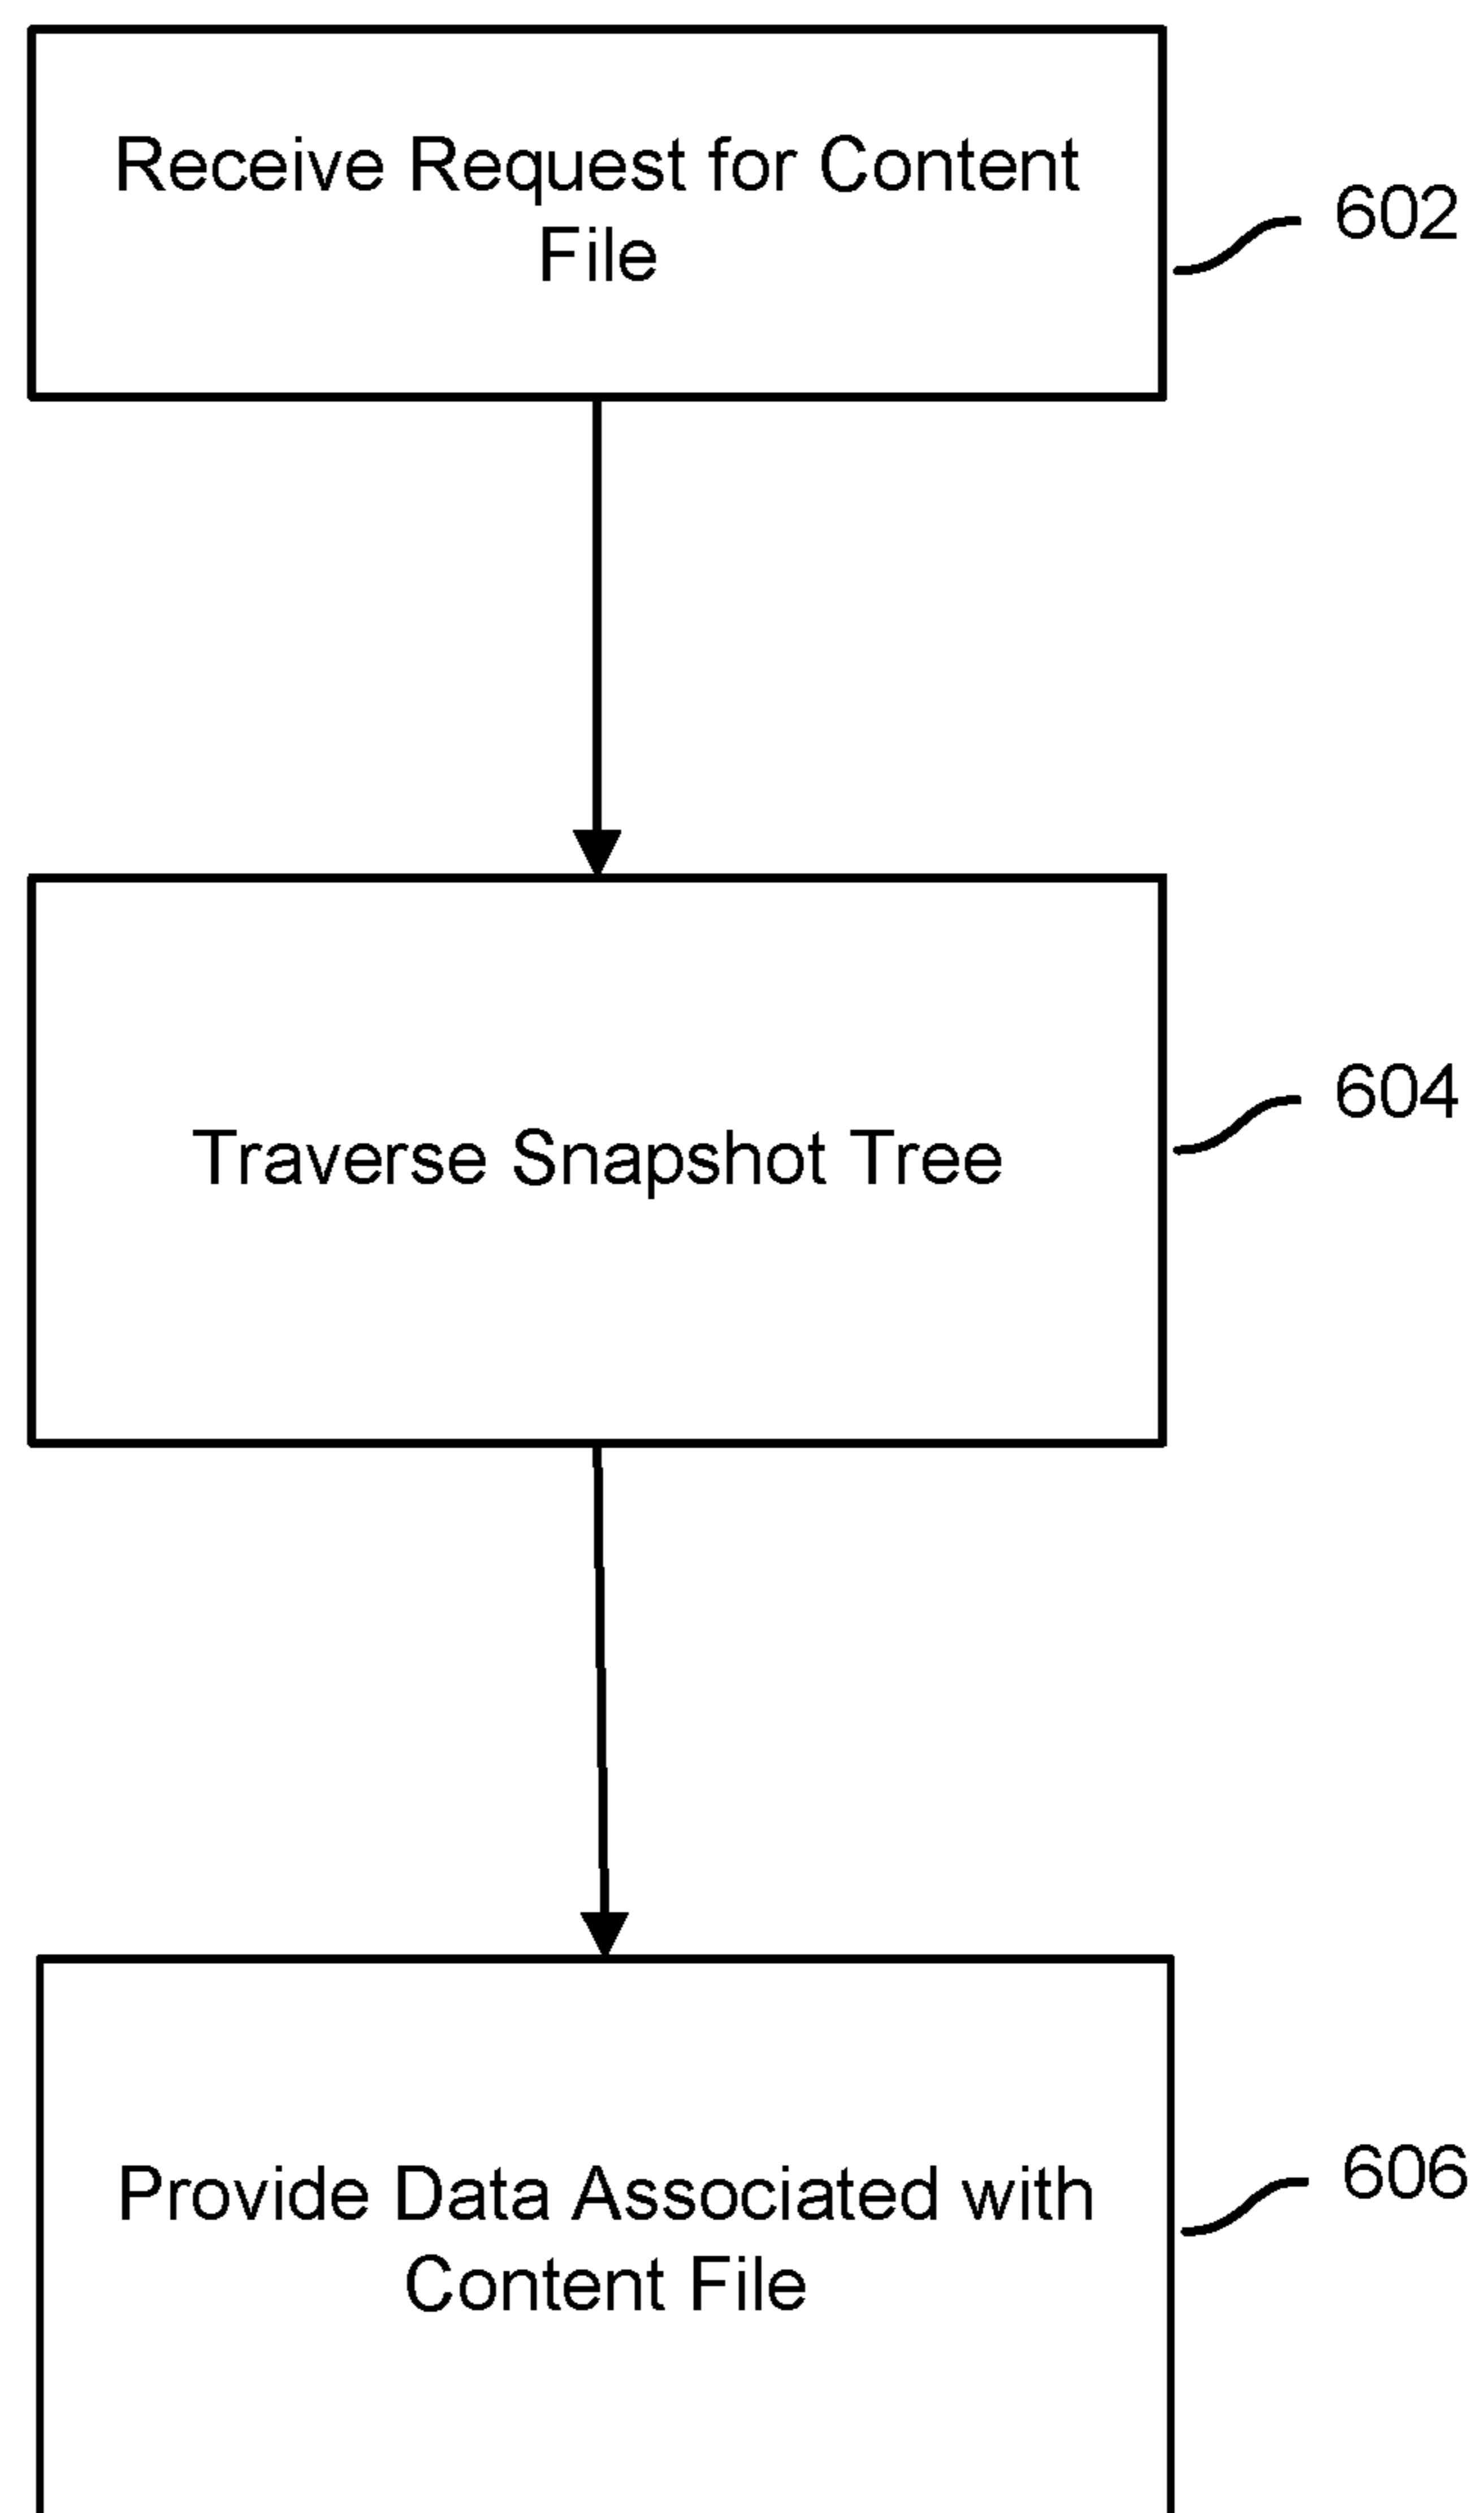 Receive Request for Content
File
602
Traverse Snapshot Tree
604
Provide Data Associated with
Content File
606